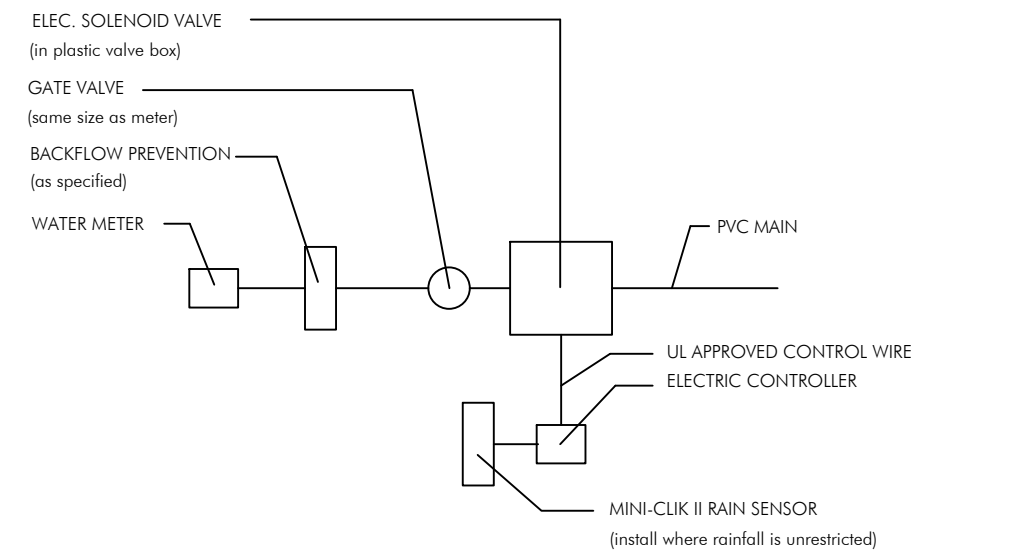 ELEC. SOLENOID VALVE
(in plastic valve box)
GATE VALVE
(same size as meter)
BACKFLOW PREVENTION
(as specified)
WATER METER
PVC MAIN
UL APPROVED CONTROL WIRE
ELECTRIC CONTROLLER
MINI-CLIK II RAIN SENSOR
(install where rainfall is unrestricted)